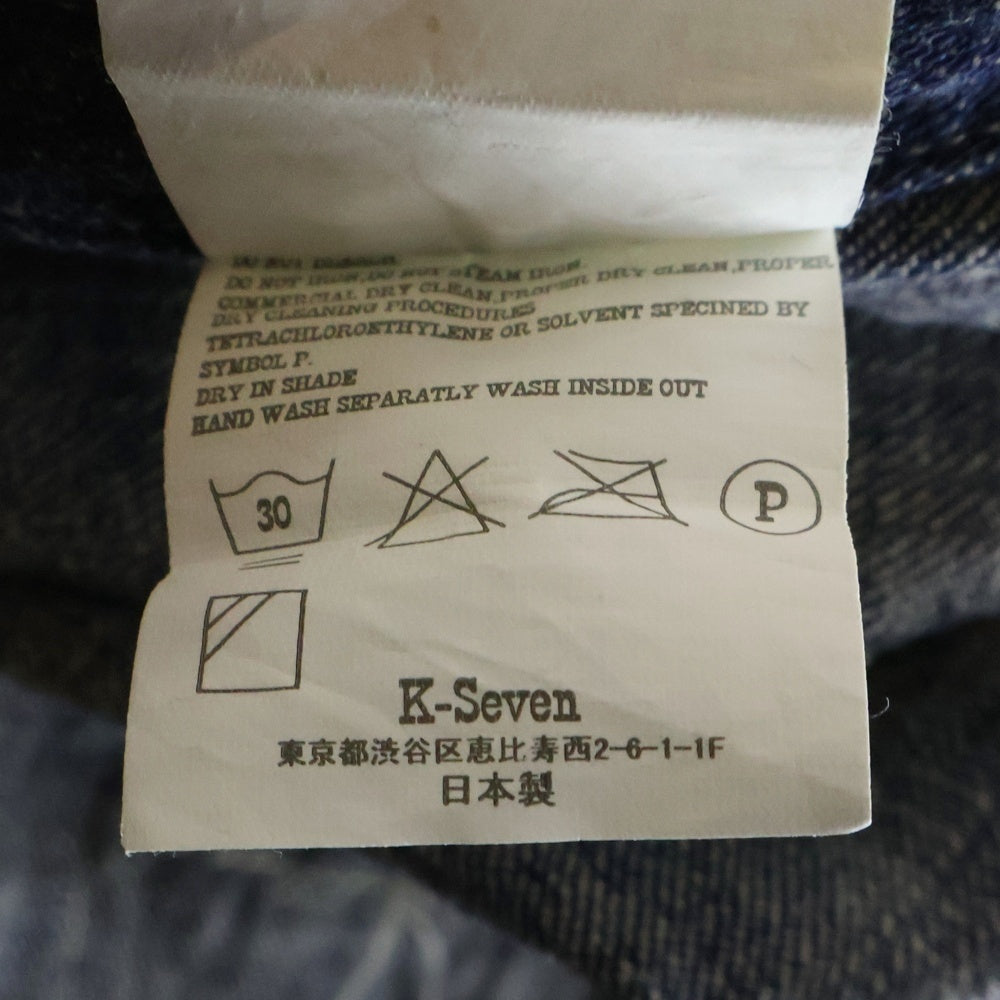 DO NOT IRON,DO NOT STEAM IRON
COMMERCIAL DRY CLEAN,PROPER DRY CLEAN,PROPER
DRY CLEANING PROCEDURES
TETRACHLOROETHYLENE OR SOLVENT SPECINED BY
SYMBOL P.
DRY IN SHADE
HAND WASH SEPARATLY WASH INSIDE OUT
30
P
K-Seven
東京都渋谷区恵比寿西2-6-1-1F
日本製